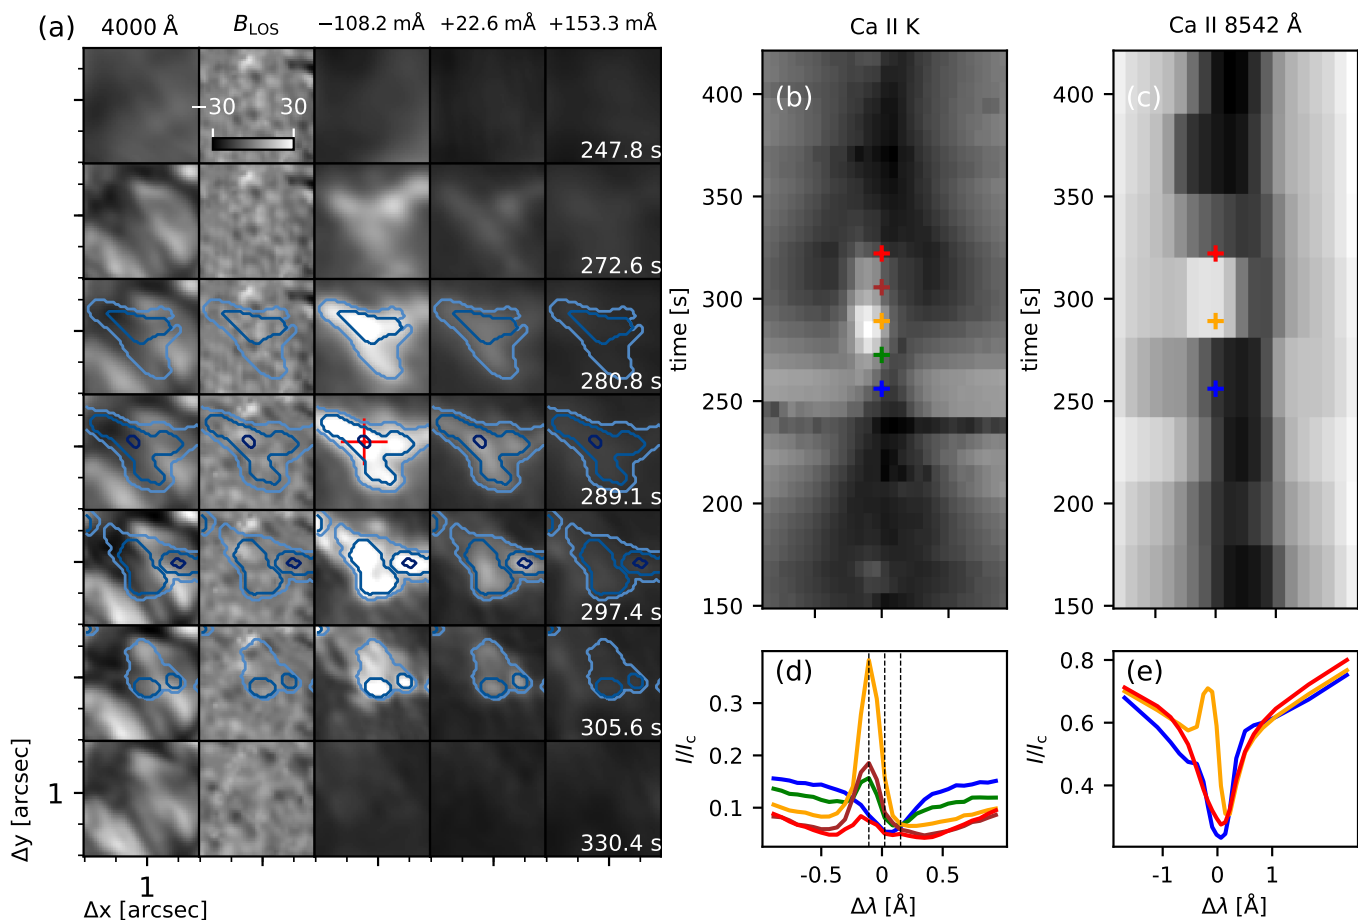 (a) 4000 Å B_LOS −108.2 mÅ +22.6 mÅ +153.3 mÅ
−30 30
247.8 s
272.6 s
280.8 s
289.1 s
297.4 s
305.6 s
330.4 s
1
Δy [arcsec]
1
Δx [arcsec]
Ca II K
(b)
time [s]
400
350
300
250
200
150
Ca II 8542 Å
(c)
time [s]
400
350
300
250
200
150
(d)
I/I_c
0.3
0.2
0.1
-0.5 0 0.5
Δλ [Å]
(e)
I/I_c
0.8
0.6
0.4
-1 0 1
Δλ [Å]